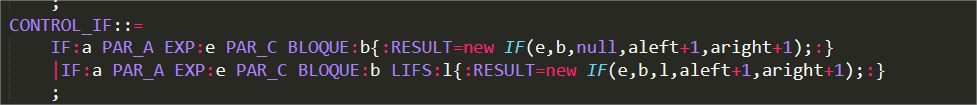 ;
CONTROL_IF::=
IF:a PAR_A EXP:e PAR_C BLOQUE:b{:RESULT=new IF(e,b,null,aleft+1,aright+1);:}
|IF:a PAR_A EXP:e PAR_C BLOQUE:b LIFS:l{:RESULT=new IF(e,b,l,aleft+1,aright+1);:}
;